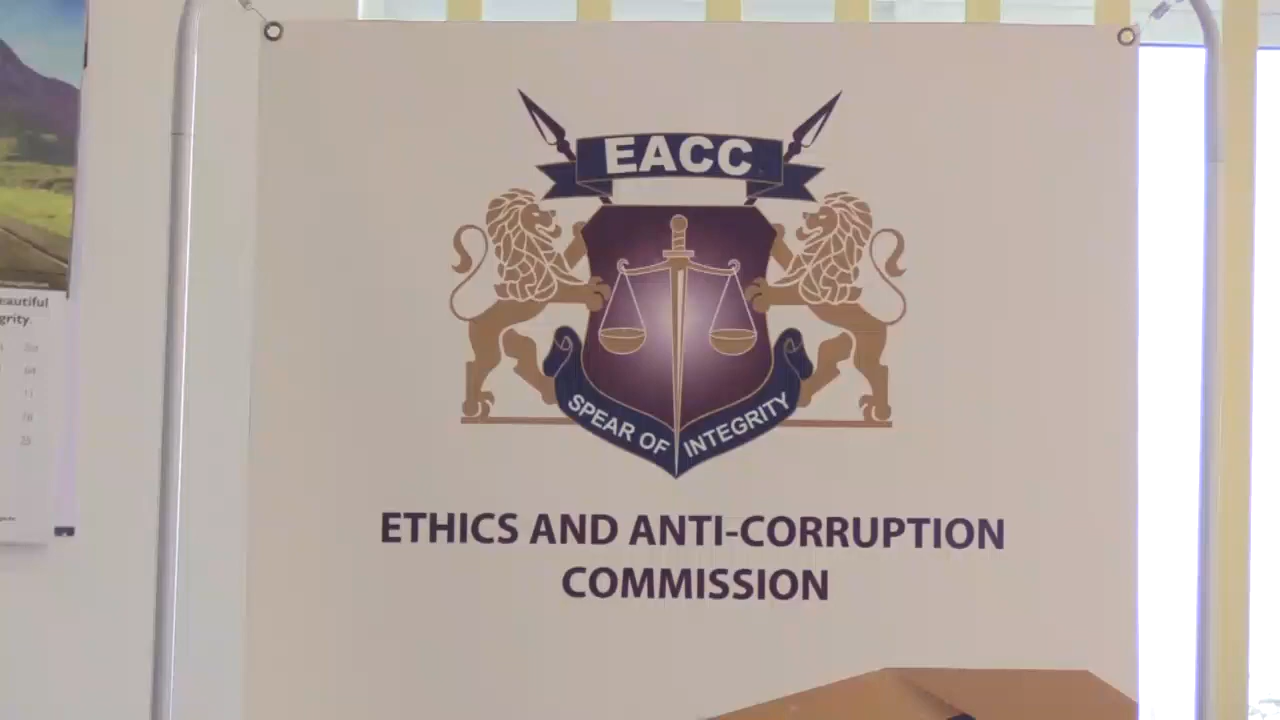 EACC
SPEAR OF INTEGRITY
ETHICS AND ANTI-CORRUPTION
COMMISSION
eautiful
grity.